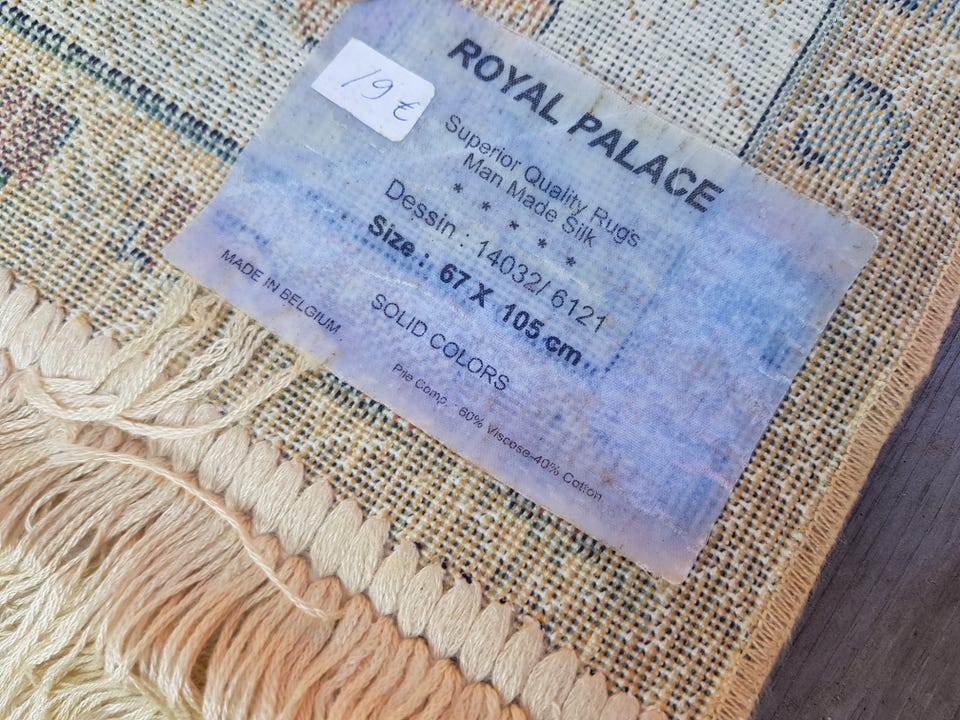 19 €
ROYAL PALACE
Superior Quality Rugs
Man Made Silk
* * * * *
Dessin : 14032/ 6121
Size : 67 X 105 cm
SOLID COLORS
MADE IN BELGIUM
Pile Comp. : 60% Viscose-40% Cotton